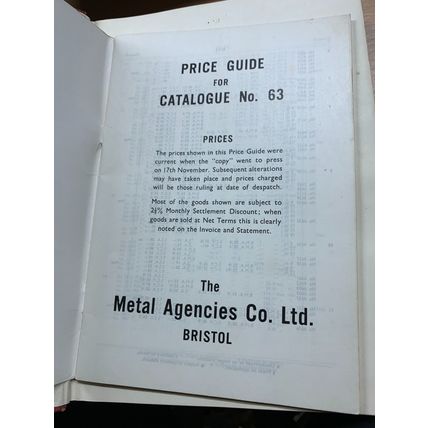 PRICE GUIDE
FOR
CATALOGUE No. 63
PRICES
The prices shown in this Price Guide were
current when the "copy" went to press
on 17th November. Subsequent alterations
may have taken place and prices charged
will be those ruling at date of despatch.
Most of the goods shown are subject to
2½% Monthly Settlement Discount; when
goods are sold at Net Terms this is clearly
noted on the Invoice and Statement.
The
Metal Agencies Co. Ltd.
BRISTOL